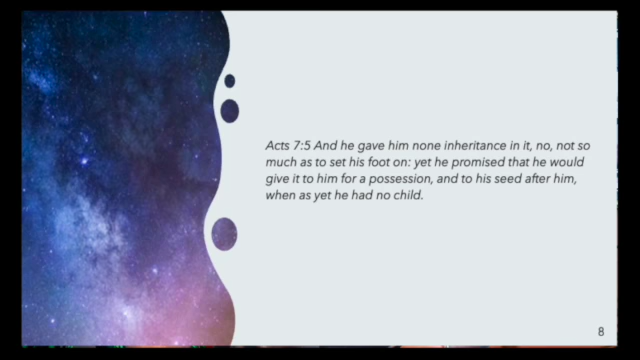 Acts 7:5 And he gave him none inheritance in it, no, not so
much as to set his foot on: yet he promised that he would
give it to him for a possession, and to his seed after him,
when as yet he had no child.
8